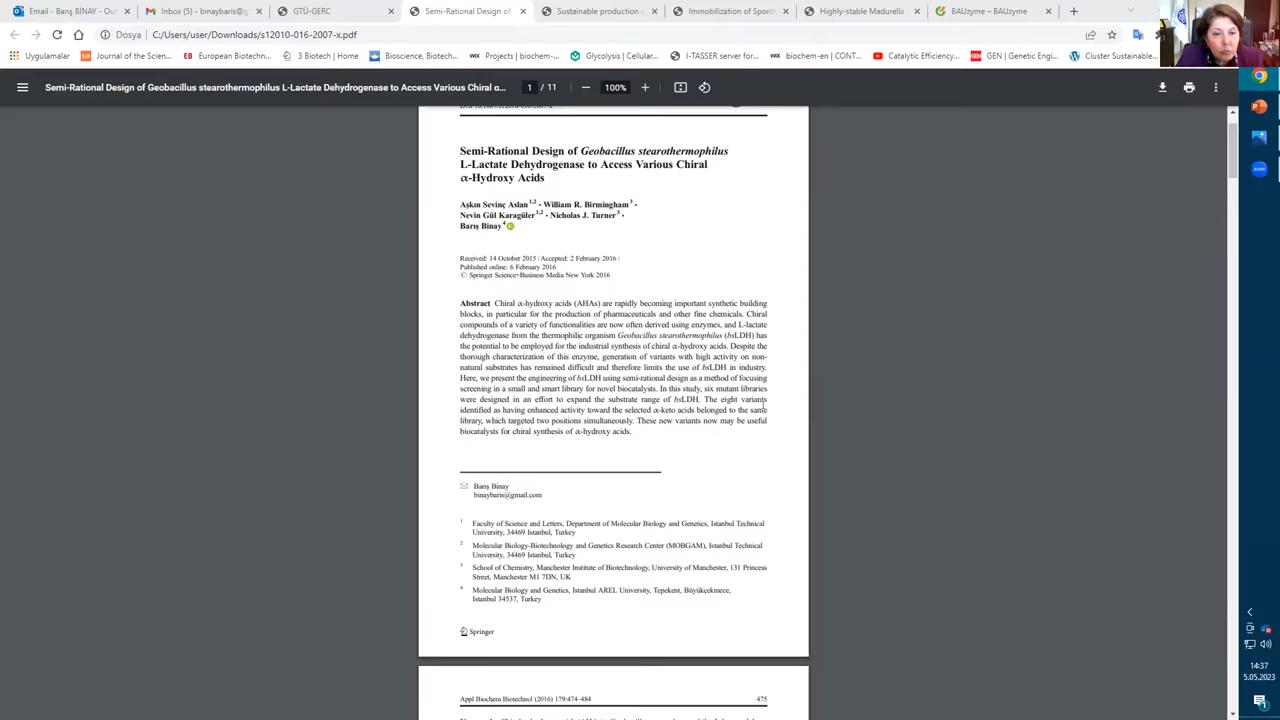 Email - Barış BİNAY - Outlo
Inbox - binaybaris@g
GTÜ-GERC
Semi-Rational Design of
Sustainable production of
Immobilization of Sporot
Highly-stable Madurella
BAUzyme – BAUzyme
Dosya
C:/Users/user/Downloads/s12010-016-2007-x.pdf
Uygulamalar
Journal of the Scien...
European Biotechno...
3 Biotech | Home
Bioscience, Biotech...
Projects | biochem-...
Glycolysis | Cellular...
I-TASSER server for...
biochem-en | CONT...
Catalytic Efficiency...
GEN | Genetic Engi...
Cluster Sustainable...
Semi-Rational Design of Geobacillus stearothermophilus L-Lactate Dehydrogenase to Access Various Chiral α...
1 / 11
100%
Semi-Rational Design of Geobacillus stearothermophilus
L-Lactate Dehydrogenase to Access Various Chiral
α-Hydroxy Acids
Aşkın Sevinç Aslan 1,2 · William R. Birmingham 3 ·
Nevin Gül Karagüler 1,2 · Nicholas J. Turner 3 ·
Barış Binay 4 iD
Received: 14 October 2015 / Accepted: 2 February 2016 /
Published online: 6 February 2016
© Springer Science+Business Media New York 2016
Abstract Chiral α-hydroxy acids (AHAs) are rapidly becoming important synthetic building
blocks, in particular for the production of pharmaceuticals and other fine chemicals. Chiral
compounds of a variety of functionalities are now often derived using enzymes, and L-lactate
dehydrogenase from the thermophilic organism Geobacillus stearothermophilus (bsLDH) has
the potential to be employed for the industrial synthesis of chiral α-hydroxy acids. Despite the
thorough characterization of this enzyme, generation of variants with high activity on non-
natural substrates has remained difficult and therefore limits the use of bsLDH in industry.
Here, we present the engineering of bsLDH using semi-rational design as a method of focusing
screening in a small and smart library for novel biocatalysts. In this study, six mutant libraries
were designed in an effort to expand the substrate range of bsLDH. The eight variants
identified as having enhanced activity toward the selected α-keto acids belonged to the same
library, which targeted two positions simultaneously. These new variants now may be useful
biocatalysts for chiral synthesis of α-hydroxy acids.
Barış Binay
binaybaris@gmail.com
1 Faculty of Science and Letters, Department of Molecular Biology and Genetics, Istanbul Technical
University, 34469 Istanbul, Turkey
2 Molecular Biology-Biotechnology and Genetics Research Center (MOBGAM), Istanbul Technical
University, 34469 Istanbul, Turkey
3 School of Chemistry, Manchester Institute of Biotechnology, University of Manchester, 131 Princess
Street, Manchester M1 7DN, UK
4 Molecular Biology and Genetics, Istanbul AREL University, Tepekent, Büyükçekmece,
Istanbul 34537, Turkey
Springer
Appl Biochem Biotechnol (2016) 179:474–484
475
14:37
5.05.2023